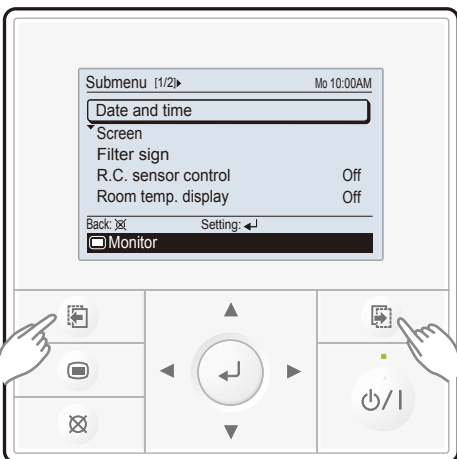 Submenu [1/2] Mo 10:00AM
Date and time
Screen
Filter sign
R.C. sensor control Off
Room temp. display Off
Back: Setting:
Monitor